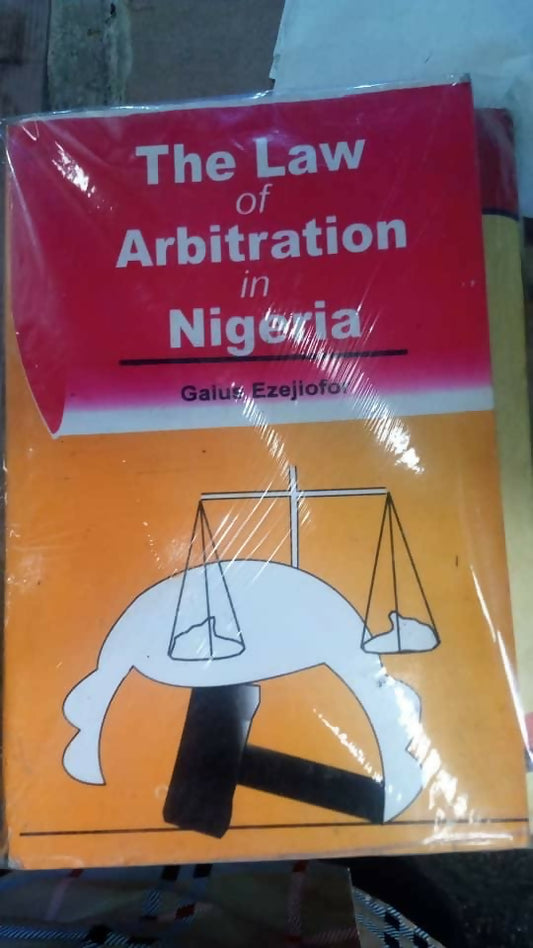 The Law
of
Arbitration
in
Nigeria
Gaius Ezejiofor